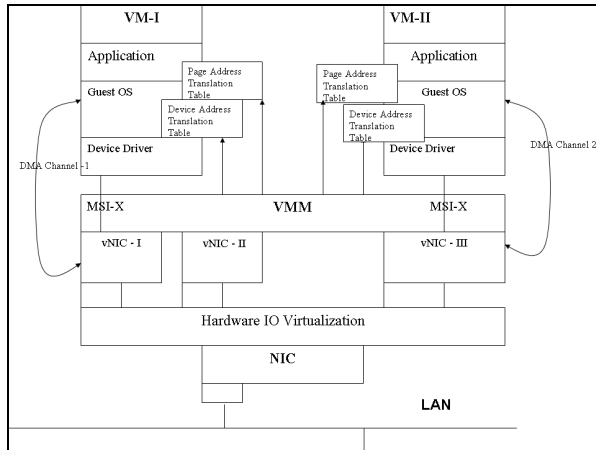 VM-I
VM-II
Application
Application
Page Address
Translation
Table
Page Address
Translation
Table
Guest OS
Guest OS
Device Address
Translation
Table
Device Address
Translation
Table
Device Driver
Device Driver
DMA Channel -1
DMA Channel 2
MSI-X
VMM
MSI-X
vNIC - I
vNIC - II
vNIC - III
Hardware IO Virtualization
NIC
LAN